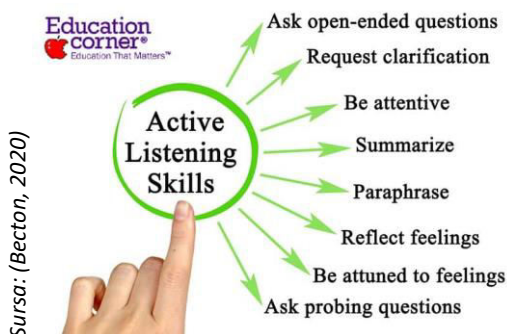 Education
corner®
Education That Matters™
Ask open-ended questions
Request clarification
Be attentive
Active
Listening
Skills
Summarize
Paraphrase
Reflect feelings
Be attuned to feelings
Ask probing questions
Sursa: (Becton, 2020)